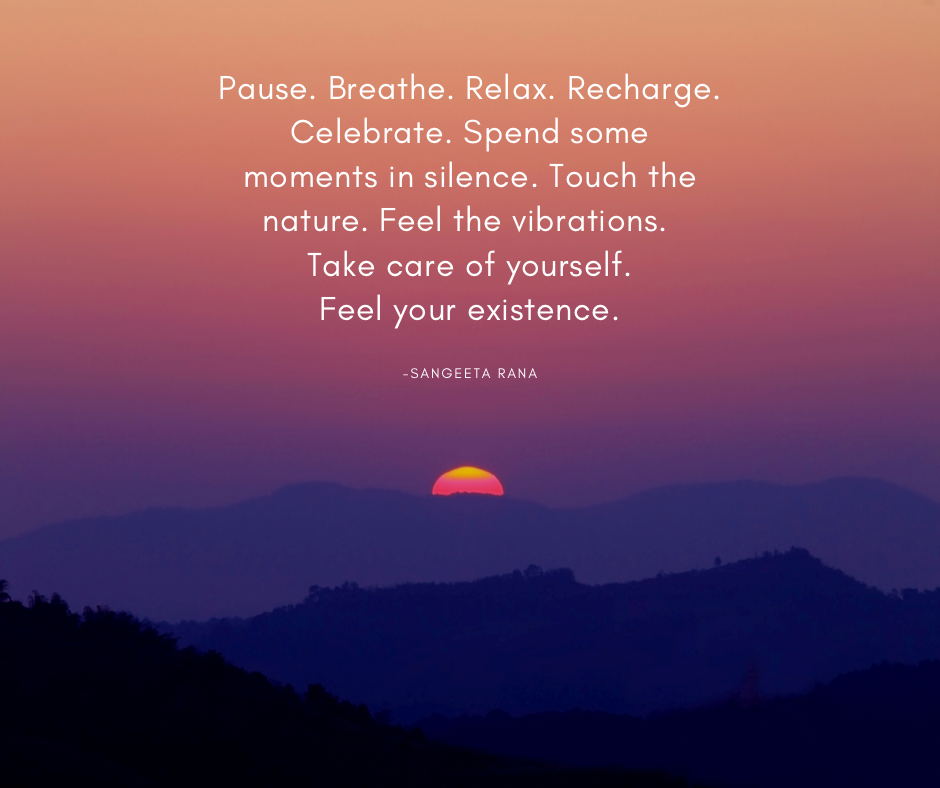 Pause. Breathe. Relax. Recharge.
Celebrate. Spend some
moments in silence. Touch the
nature. Feel the vibrations.
Take care of yourself.
Feel your existence.
-SANGEETA RANA